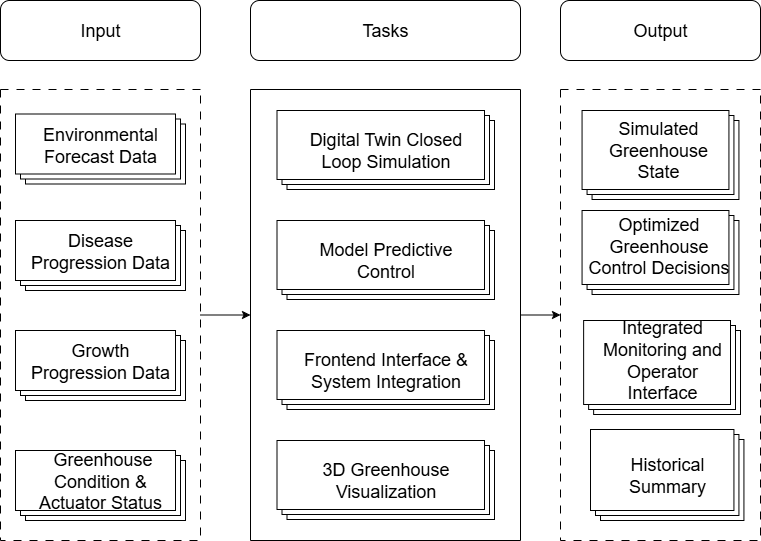 Input
Tasks
Output
Environmental
Forecast Data
Disease
Progression Data
Growth
Progression Data
Greenhouse
Condition &
Actuator Status
Digital Twin Closed
Loop Simulation
Model Predictive
Control
Frontend Interface &
System Integration
3D Greenhouse
Visualization
Simulated
Greenhouse
State
Optimized
Greenhouse
Control Decisions
Integrated
Monitoring and
Operator
Interface
Historical
Summary